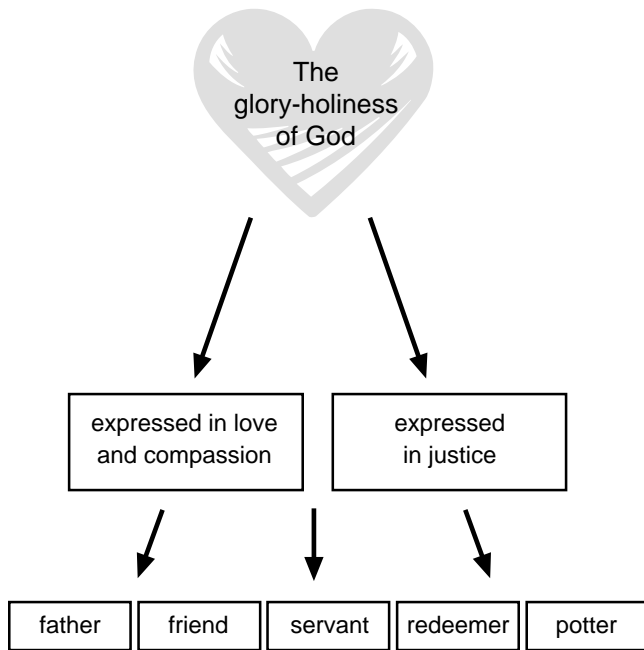 The
glory-holiness
of God
expressed in love
and compassion
expressed
in justice
father
friend
servant
redeemer
potter